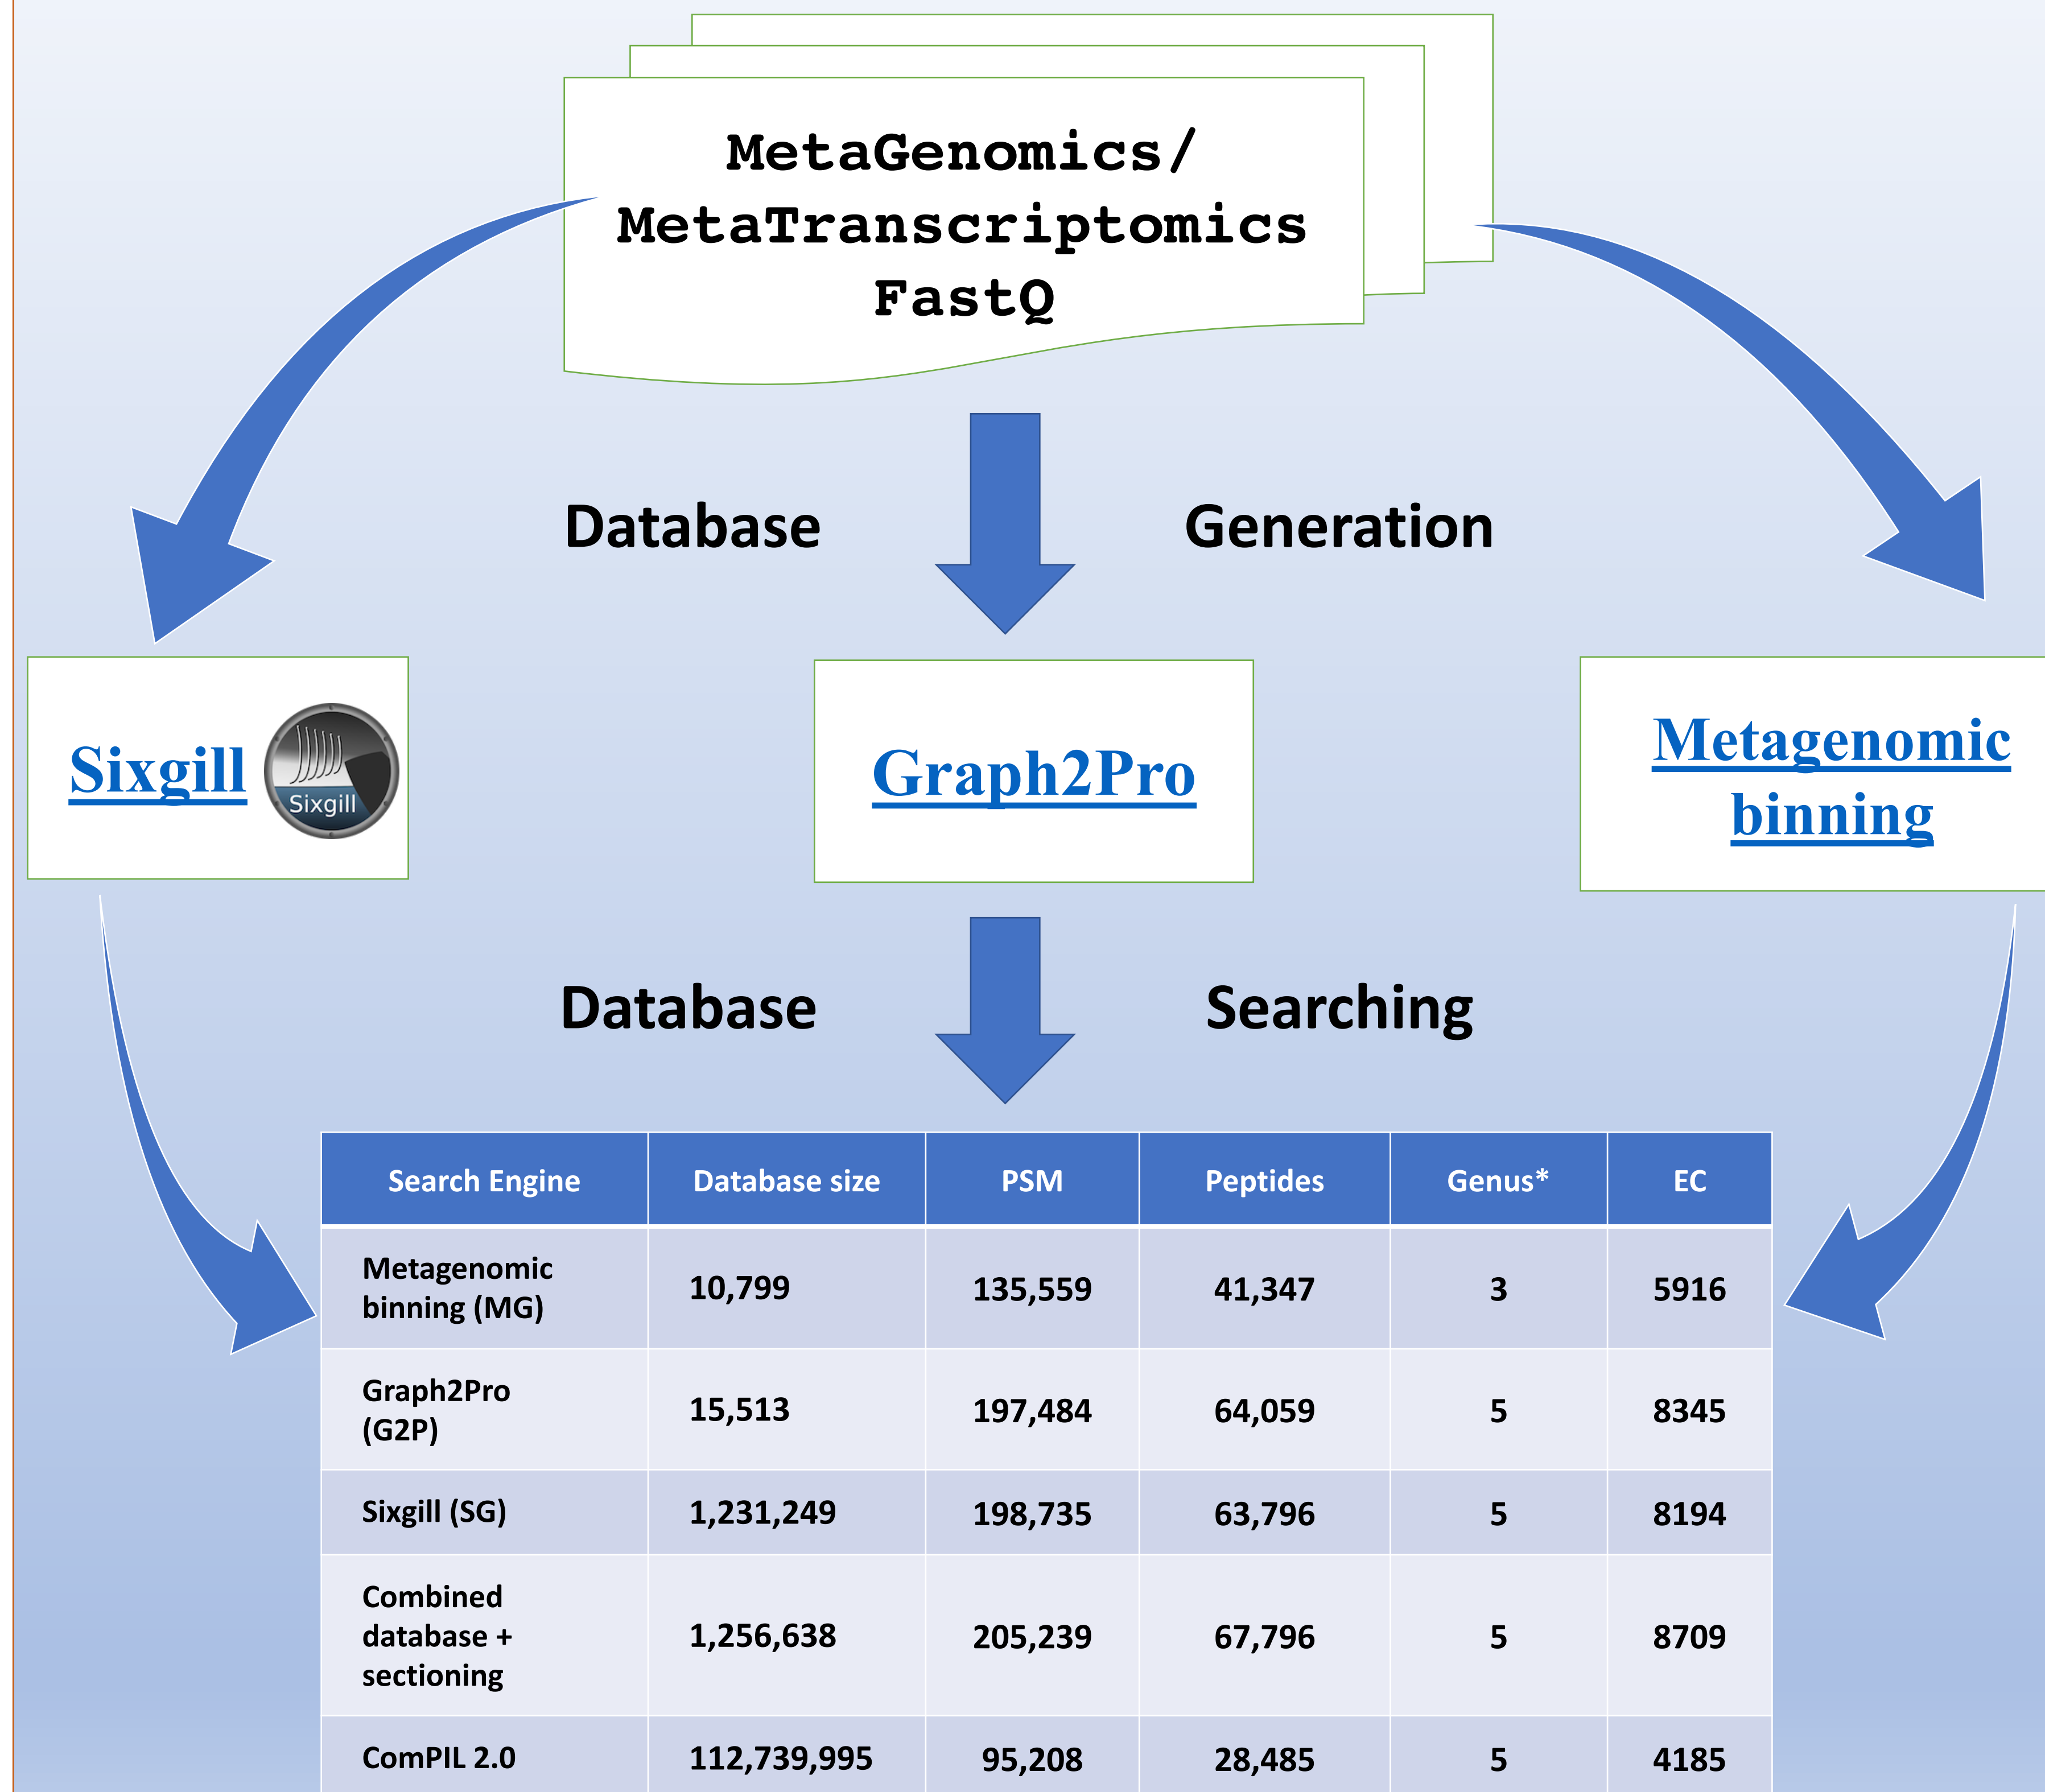 MetaGenomics/
MetaTranscriptomics
FastQ
Database Generation
Sixgill
Sixgill
Graph2Pro
Metagenomic
binning
Database Searching
Search Engine Database size PSM Peptides Genus* EC
Metagenomic
binning (MG)
10,799 135,559 41,347 3 5916
Graph2Pro
(G2P)
15,513 197,484 64,059 5 8345
Sixgill (SG) 1,231,249 198,735 63,796 5 8194
Combined
database +
sectioning
1,256,638 205,239 67,796 5 8709
ComPIL 2.0 112,739,995 95,208 28,485 5 4185